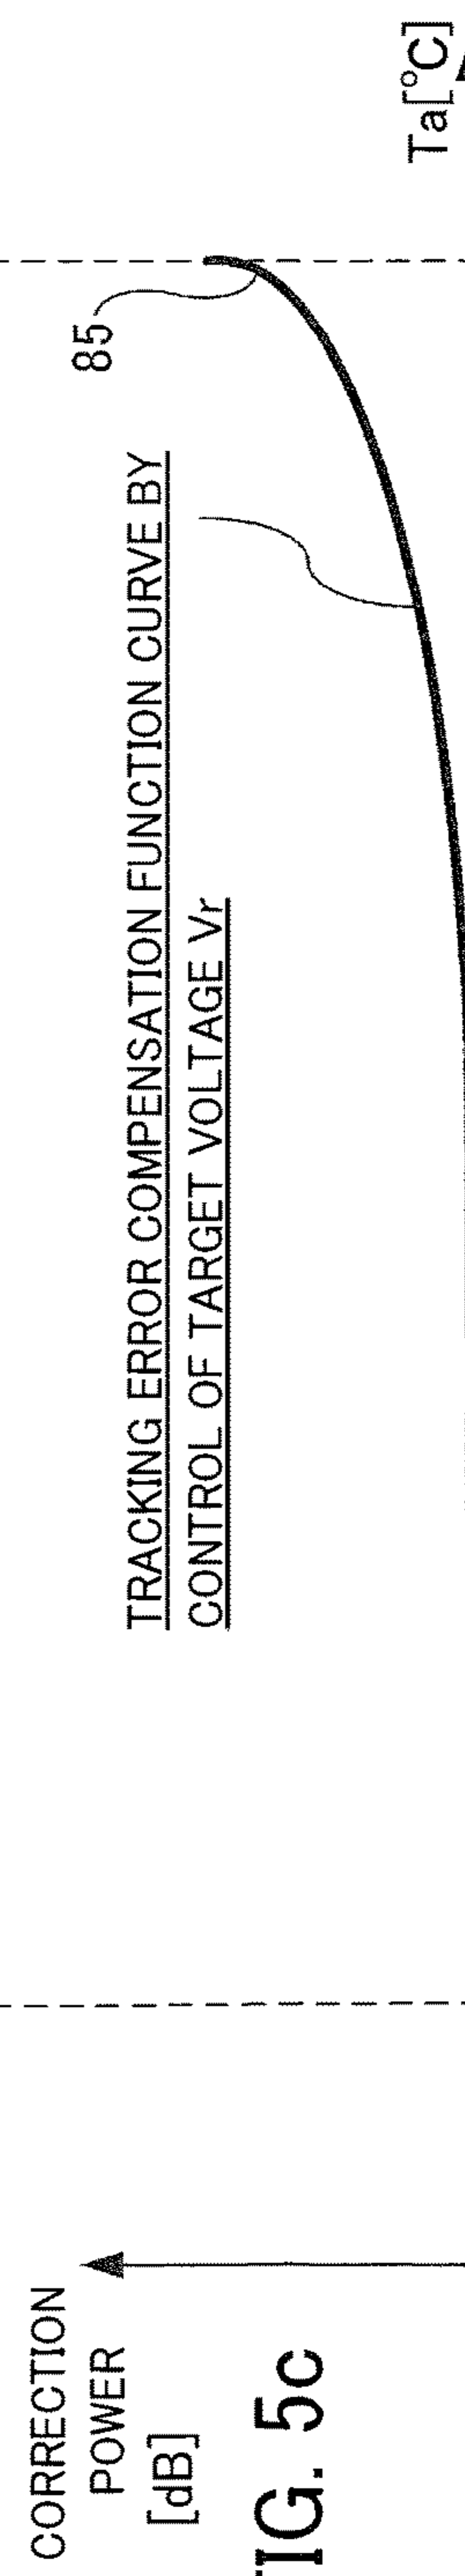 CORRECTION
POWER
[dB]
IG. 5c
TRACKING ERROR COMPENSATION FUNCTION CURVE BY
CONTROL OF TARGET VOLTAGE Vr
85
Ta[°C]